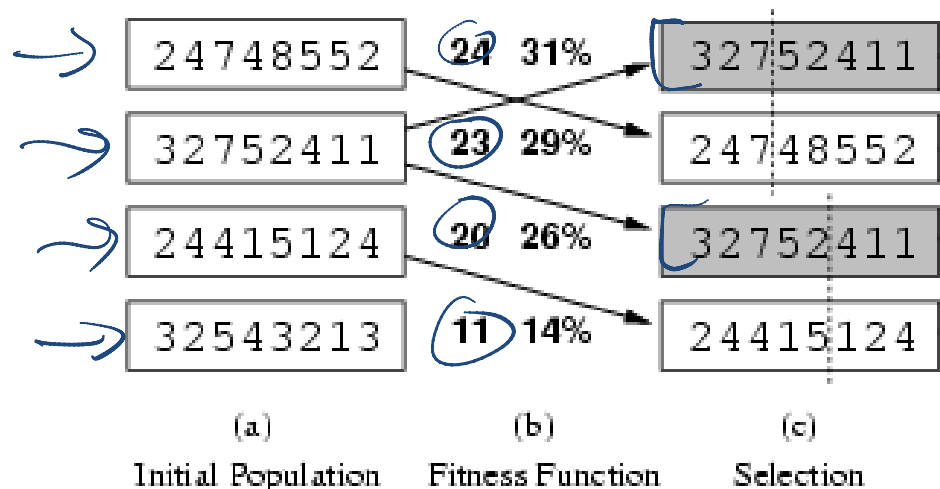 24748552 24 31% 32752411
32752411 23 29% 24748552
24415124 20 26% 32752411
32543213 11 14% 24415124
(a) (b) (c)
Initial Population Fitness Function Selection